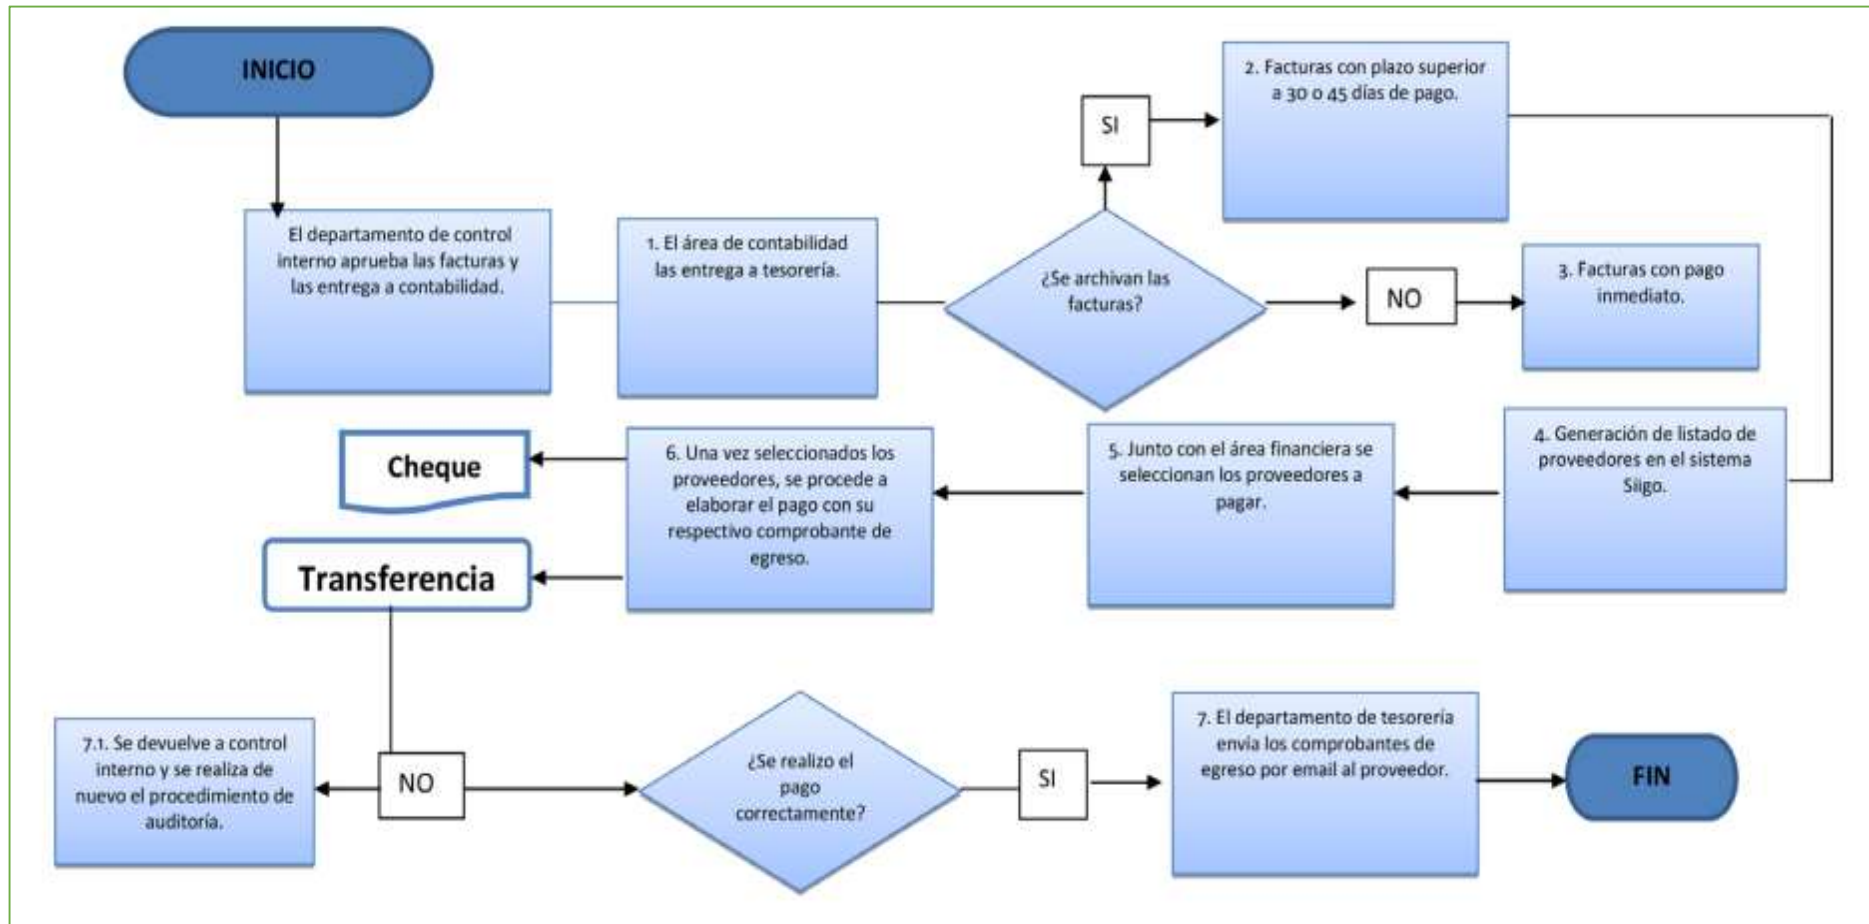 INICIO
El departamento de control
interno aprueba las facturas y
las entrega a contabilidad.
1. El área de contabilidad
las entrega a tesorería.
¿Se archivan las
facturas?
SI
2. Facturas con plazo superior
a 30 o 45 días de pago.
NO
3. Facturas con pago
inmediato.
4. Generación de listado de
proveedores en el sistema
Siigo.
5. Junto con el área financiera se
seleccionan los proveedores a
pagar.
6. Una vez seleccionados los
proveedores, se procede a
elaborar el pago con su
respectivo comprobante de
egreso.
Cheque
Transferencia
7.1. Se devuelve a control
interno y se realiza de
nuevo el procedimiento de
auditoría.
NO
¿Se realizo el
pago
correctamente?
SI
7. El departamento de tesorería
envía los comprobantes de
egreso por email al proveedor.
FIN